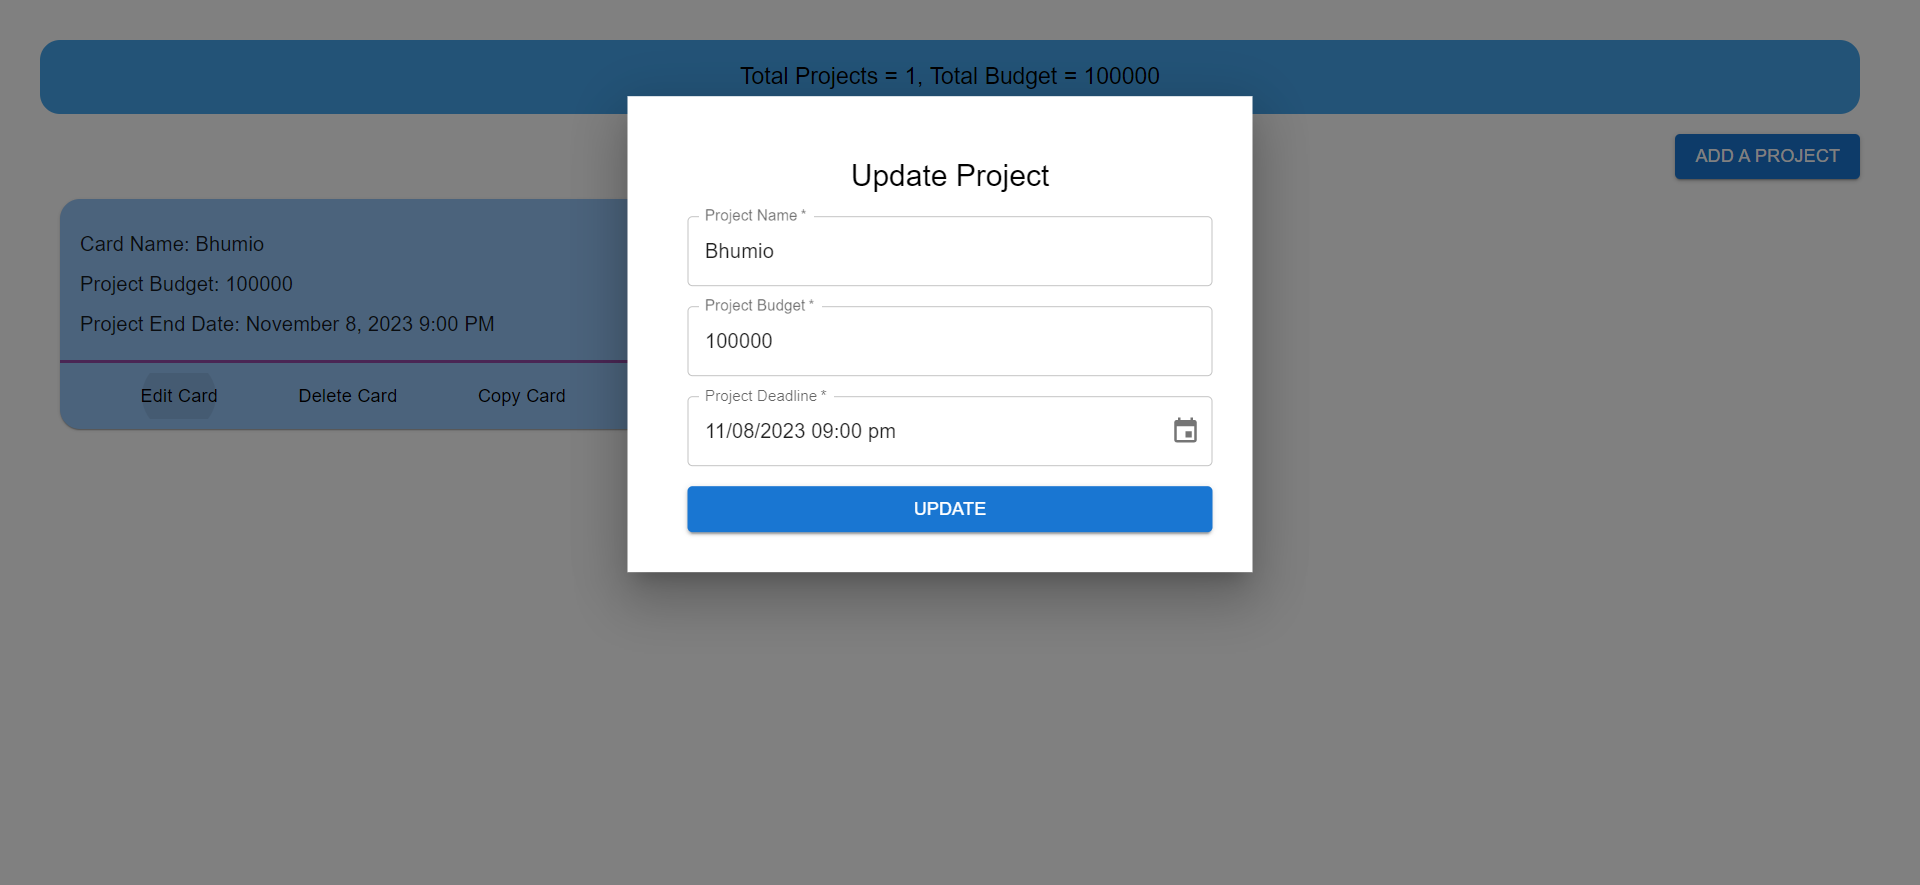 Total Projects = 1, Total Budget = 100000
ADD A PROJECT
Card Name: Bhumio
Project Budget: 100000
Project End Date: November 8, 2023 9:00 PM
Edit Card
Delete Card
Copy Card
Update Project
Project Name *
Bhumio
Project Budget *
100000
Project Deadline *
11/08/2023 09:00 pm
UPDATE